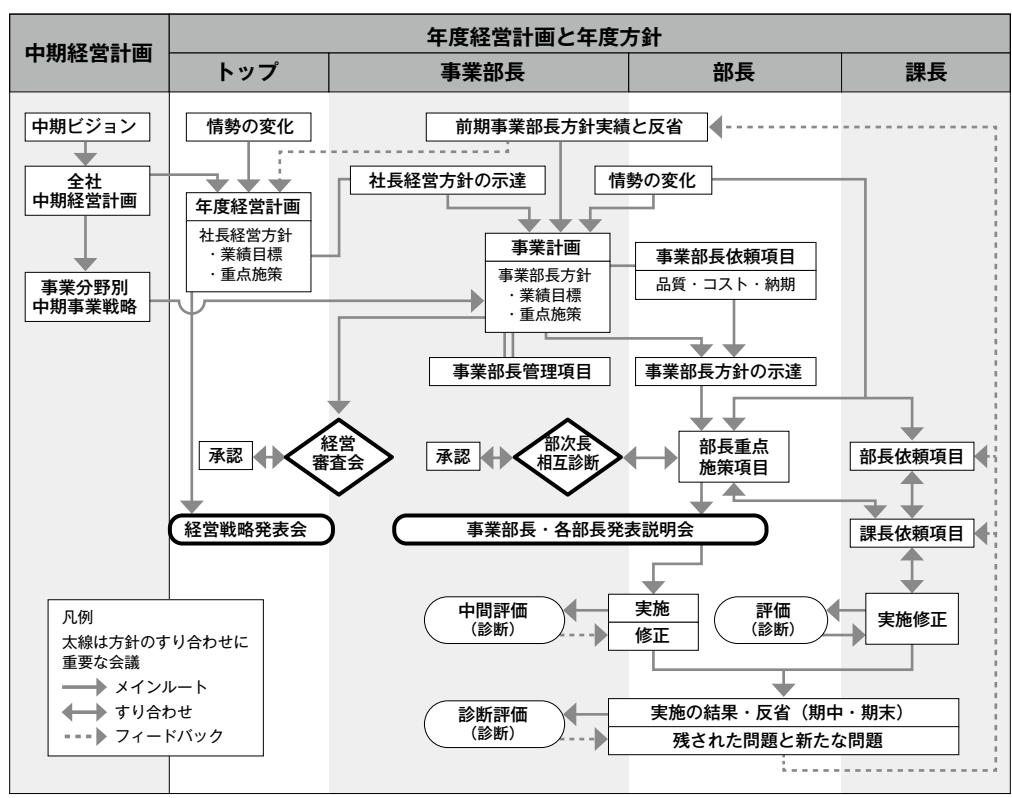 中期経営計画
年度経営計画と年度方針
トップ
事業部長
部長
課長
中期ビジョン
情勢の変化
前期事業部長方針実績と反省
全社
中期経営計画
社長経営方針の示達
情勢の変化
年度経営計画
社長経営方針
・業績目標
・重点施策
事業計画
事業部長方針
・業績目標
・重点施策
事業部長依頼項目
品質・コスト・納期
事業分野別
中期事業戦略
事業部長管理項目
事業部長方針の示達
承認
経営
審査会
承認
部次長
相互診断
部長重点
施策項目
部長依頼項目
経営戦略発表会
事業部長・各部長発表説明会
課長依頼項目
中間評価
(診断)
実施
修正
評価
(診断)
実施修正
凡例
太線は方針のすり合わせに
重要な会議
メインルート
すり合わせ
フィードバック
診断評価
(診断)
実施の結果・反省(期中・期末)
残された問題と新たな問題